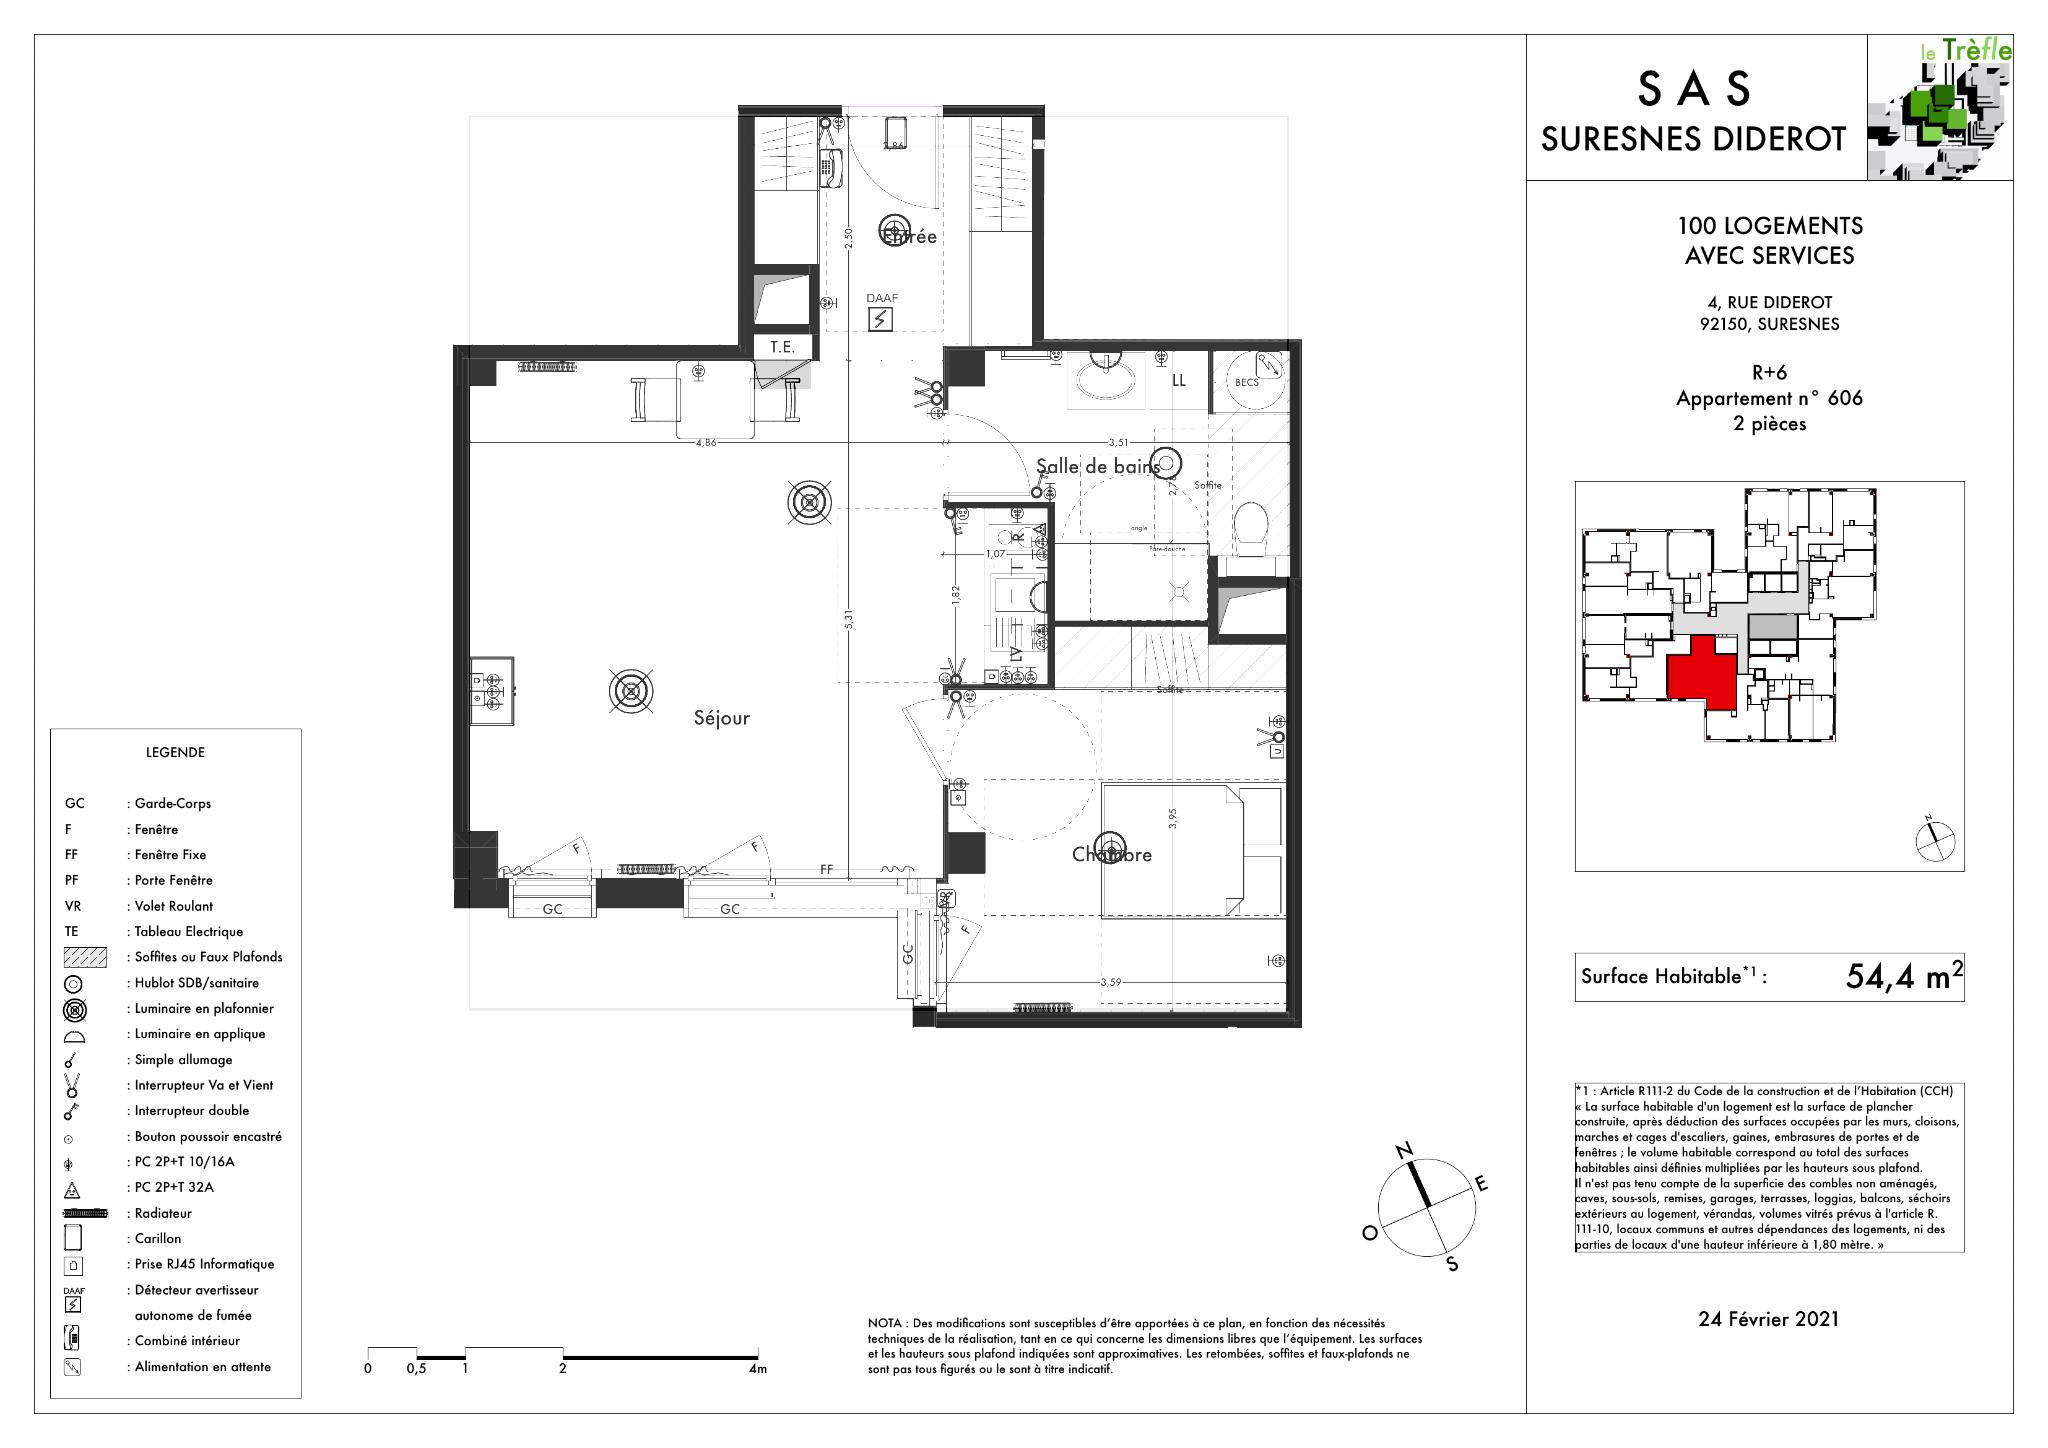 le Trèfle
SAS
SURESNES DIDEROT
100 LOGEMENTS
AVEC SERVICES
4, RUE DIDEROT
92150, SURESNES
R+6
Appartement n° 606
2 pièces
N
Surface Habitable*1 : 54,4 m²
*1 : Article R111-2 du Code de la construction et de l'Habitation (CCH)
« La surface habitable d'un logement est la surface de plancher
construite, après déduction des surfaces occupées par les murs, cloisons,
marches et cages d'escaliers, gaines, embrasures de portes et de
fenêtres ; le volume habitable correspond au total des surfaces
habitables ainsi définies multipliées par les hauteurs sous plafond.
Il n'est pas tenu compte de la superficie des combles non aménagés,
caves, sous-sols, remises, garages, terrasses, loggias, balcons, séchoirs
extérieurs au logement, vérandas, volumes vitrés prévus à l'article R.
111-10, locaux communs et autres dépendances des logements, ni des
parties de locaux d'une hauteur inférieure à 1,80 mètre. »
24 Février 2021
2,86
2,50
Entrée
DAAF
T.E.
LL
BECS
4,86
3,51
Salle de bains
Soffite
angle
Pare-douche
R
1,07
1,82
5,31
LV
Soffite
Séjour
3,95
Chambre
F
F
FF
GC
GC
VR
F
GC
3,59
LEGENDE
GC : Garde-Corps
F : Fenêtre
FF : Fenêtre Fixe
PF : Porte Fenêtre
VR : Volet Roulant
TE : Tableau Electrique
: Soffites ou Faux Plafonds
: Hublot SDB/sanitaire
: Luminaire en plafonnier
: Luminaire en applique
: Simple allumage
: Interrupteur Va et Vient
: Interrupteur double
: Bouton poussoir encastré
: PC 2P+T 10/16A
: PC 2P+T 32A
: Radiateur
: Carillon
: Prise RJ45 Informatique
DAAF : Détecteur avertisseur
autonome de fumée
: Combiné intérieur
: Alimentation en attente
N
E
O
S
0 0,5 1 2 4m
NOTA : Des modifications sont susceptibles d'être apportées à ce plan, en fonction des nécessités
techniques de la réalisation, tant en ce qui concerne les dimensions libres que l'équipement. Les surfaces
et les hauteurs sous plafond indiquées sont approximatives. Les retombées, soffites et faux-plafonds ne
sont pas tous figurés ou le sont à titre indicatif.